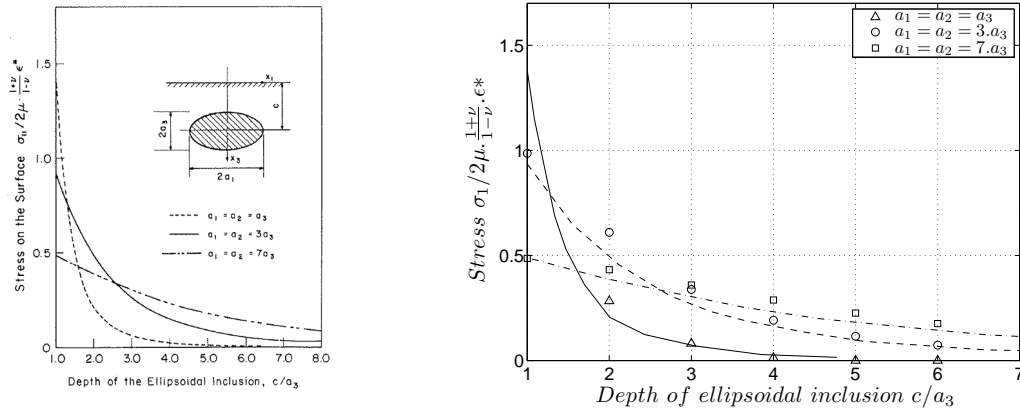 1.5
1.0
0.5
0
1.0 2.0 3.0 4.0 5.0 6.0 7.0 8.0
Stress on the Surface σ₁₁/2μ · 1+ν/1-ν ε*
Depth of the Ellipsoidal Inclusion, c/a₃
x₁
c
2a₃
x₃
2a₁
a₁ = a₂ = a₃
a₁ = a₂ = 3a₃
a₁ = a₂ = 7a₃
1.5
1
0.5
0
1 2 3 4 5 6 7
Stress σ₁/2μ.1+ν/1−ν.ϵ*
Depth of ellipsoidal inclusion c/a₃
a₁ = a₂ = a₃
a₁ = a₂ = 3.a₃
a₁ = a₂ = 7.a₃